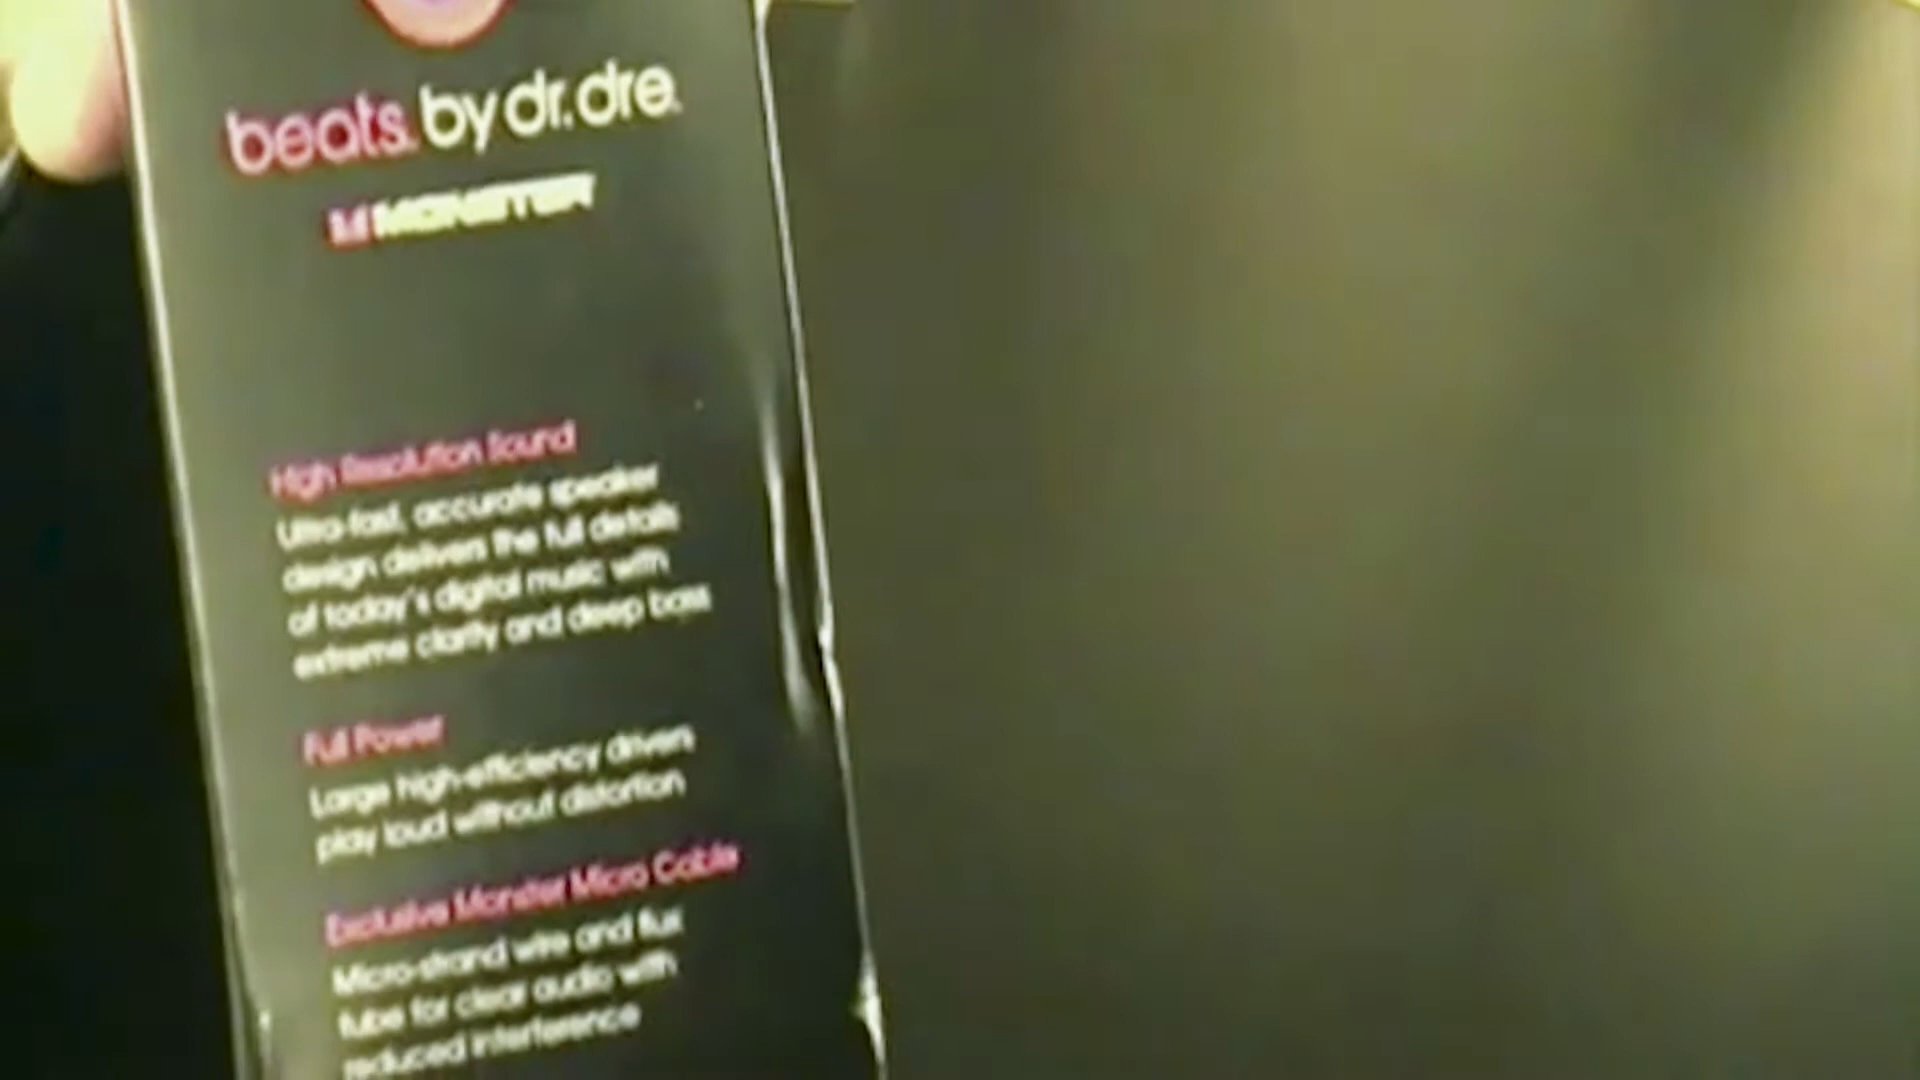 beats. by dr. dre.
MONSTER
High Resolution Sound
Ultra-fast, accurate speaker
design delivers the full details
of today's digital music with
extreme clarity and deep bass
Full Power
Large high-efficiency drivers
play loud without distortion
Exclusive Monster Micro Cable
Micro-strand wire and flux
tube for clear audio with
reduced interference